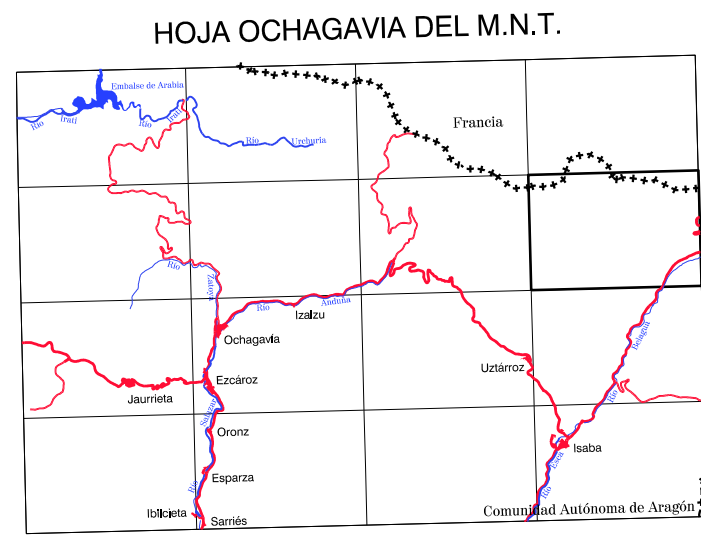 HOJA OCHAGAVIA DEL M.N.T.
Embalse de Arabia
Río
Irati
Río
Irati
Río
Urchuria
Francia
Río
Zatoya
Río
Anduña
Izalzu
Ochagavía
Belagua
Uztárroz
Ezcároz
Jaurrieta
Río
Salazar
Oronz
Isaba
Esca
Esparza
Río
Río
Ibilcieta
Sarriés
Comunidad Autónoma de Aragón